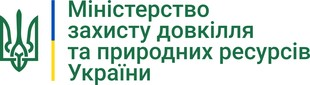 Міністерство
захисту довкілля
та природних ресурсів
України